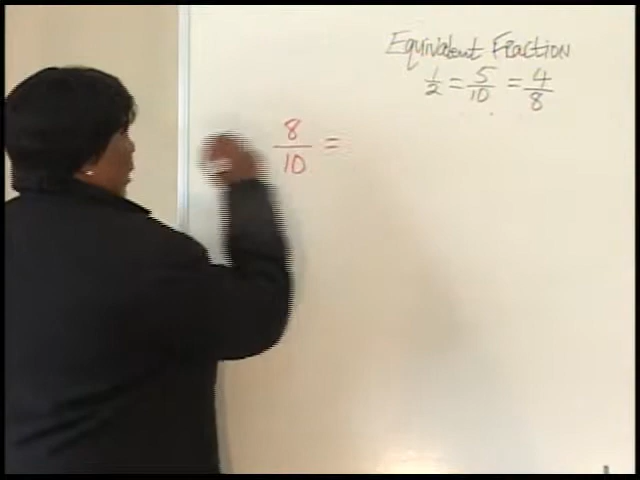 Equivalent Fraction
1/2 = 5/10 = 4/8
8/10 =